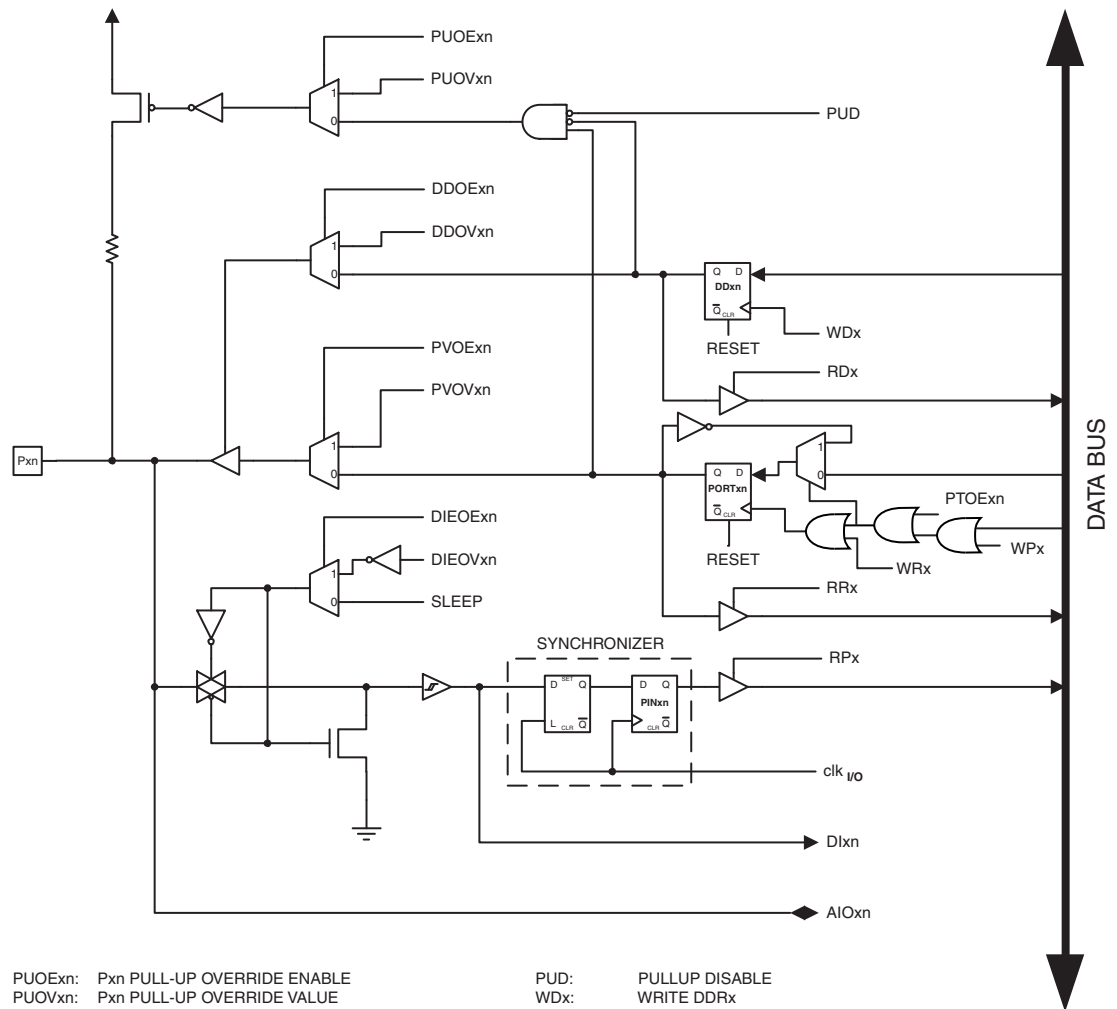 PUOExn
PUOVxn
1
0
PUD
DDOExn
DDOVxn
1
0
Q D
DDxn
Q CLR
WDx
RESET
PVOExn
RDx
PVOVxn
Pxn
1
0
1
0
Q D
PORTxn
Q CLR
PTOExn
DATA BUS
DIEOExn
WPx
RESET
WRx
DIEOVxn
1
0
SLEEP
RRx
SYNCHRONIZER
RPx
D SET Q
L CLR Q
D Q
PINxn
CLR Q
clk I/O
DIxn
AIOxn
PUOExn: Pxn PULL-UP OVERRIDE ENABLE
PUOVxn: Pxn PULL-UP OVERRIDE VALUE
PUD: PULLUP DISABLE
WDx: WRITE DDRx